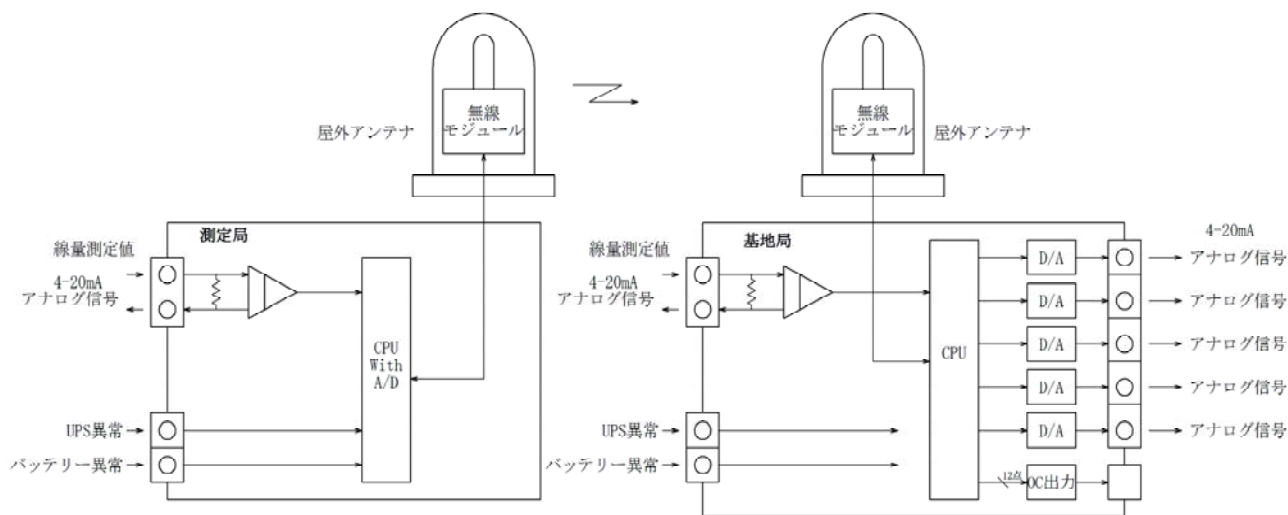 無線
モジュール
屋外アンテナ
無線
モジュール
屋外アンテナ
測定局
線量測定値
4-20mA
アナログ信号
CPU
With
A/D
UPS異常
バッテリー異常
基地局
線量測定値
4-20mA
アナログ信号
UPS異常
バッテリー異常
CPU
D/A
D/A
D/A
D/A
D/A
12点
OC出力
4-20mA
アナログ信号
アナログ信号
アナログ信号
アナログ信号
アナログ信号